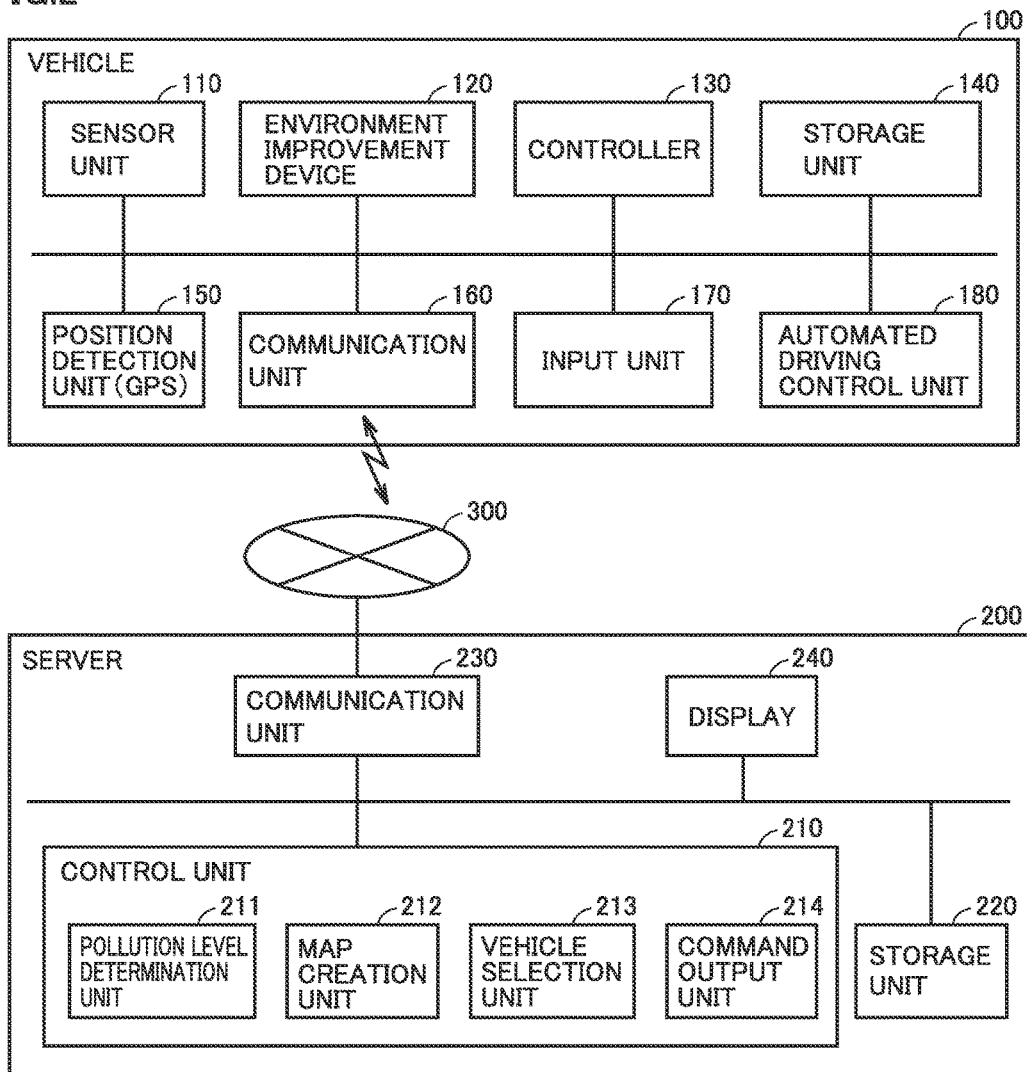 100
VEHICLE
110
120
130
140
SENSOR
UNIT
ENVIRONMENT
IMPROVEMENT
DEVICE
CONTROLLER
STORAGE
UNIT
150
160
170
180
POSITION
DETECTION
UNIT(GPS)
COMMUNICATION
UNIT
INPUT UNIT
AUTOMATED
DRIVING
CONTROL UNIT
300
200
SERVER
230
240
COMMUNICATION
UNIT
DISPLAY
210
CONTROL UNIT
211
212
213
214
220
POLLUTION LEVEL
DETERMINATION
UNIT
MAP
CREATION
UNIT
VEHICLE
SELECTION
UNIT
COMMAND
OUTPUT
UNIT
STORAGE
UNIT